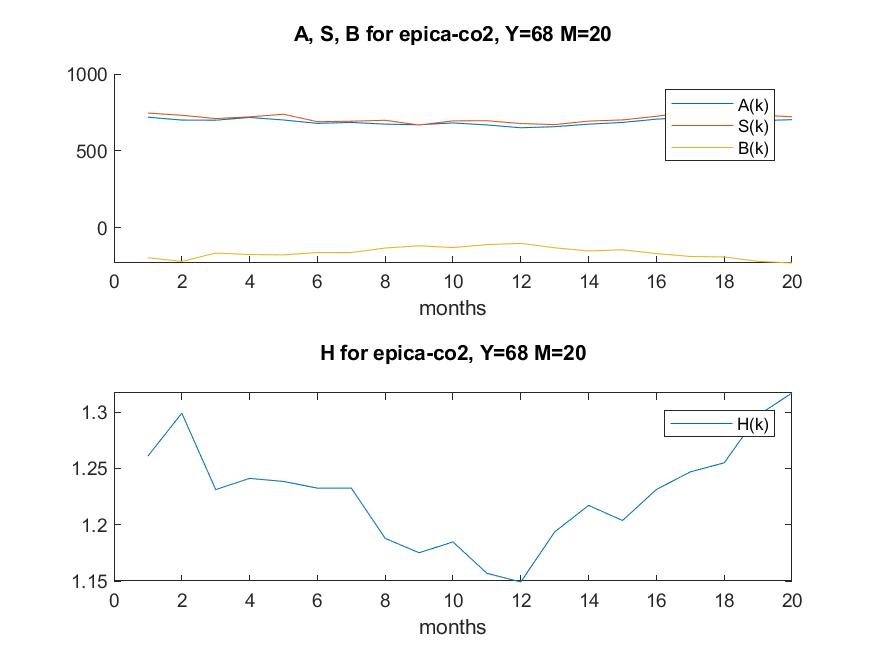 A, S, B for epica-co2, Y=68 M=20
1000
500
0
A(k)
S(k)
B(k)
0 2 4 6 8 10 12 14 16 18 20
months
H for epica-co2, Y=68 M=20
1.3
1.25
1.2
1.15
H(k)
0 2 4 6 8 10 12 14 16 18 20
months